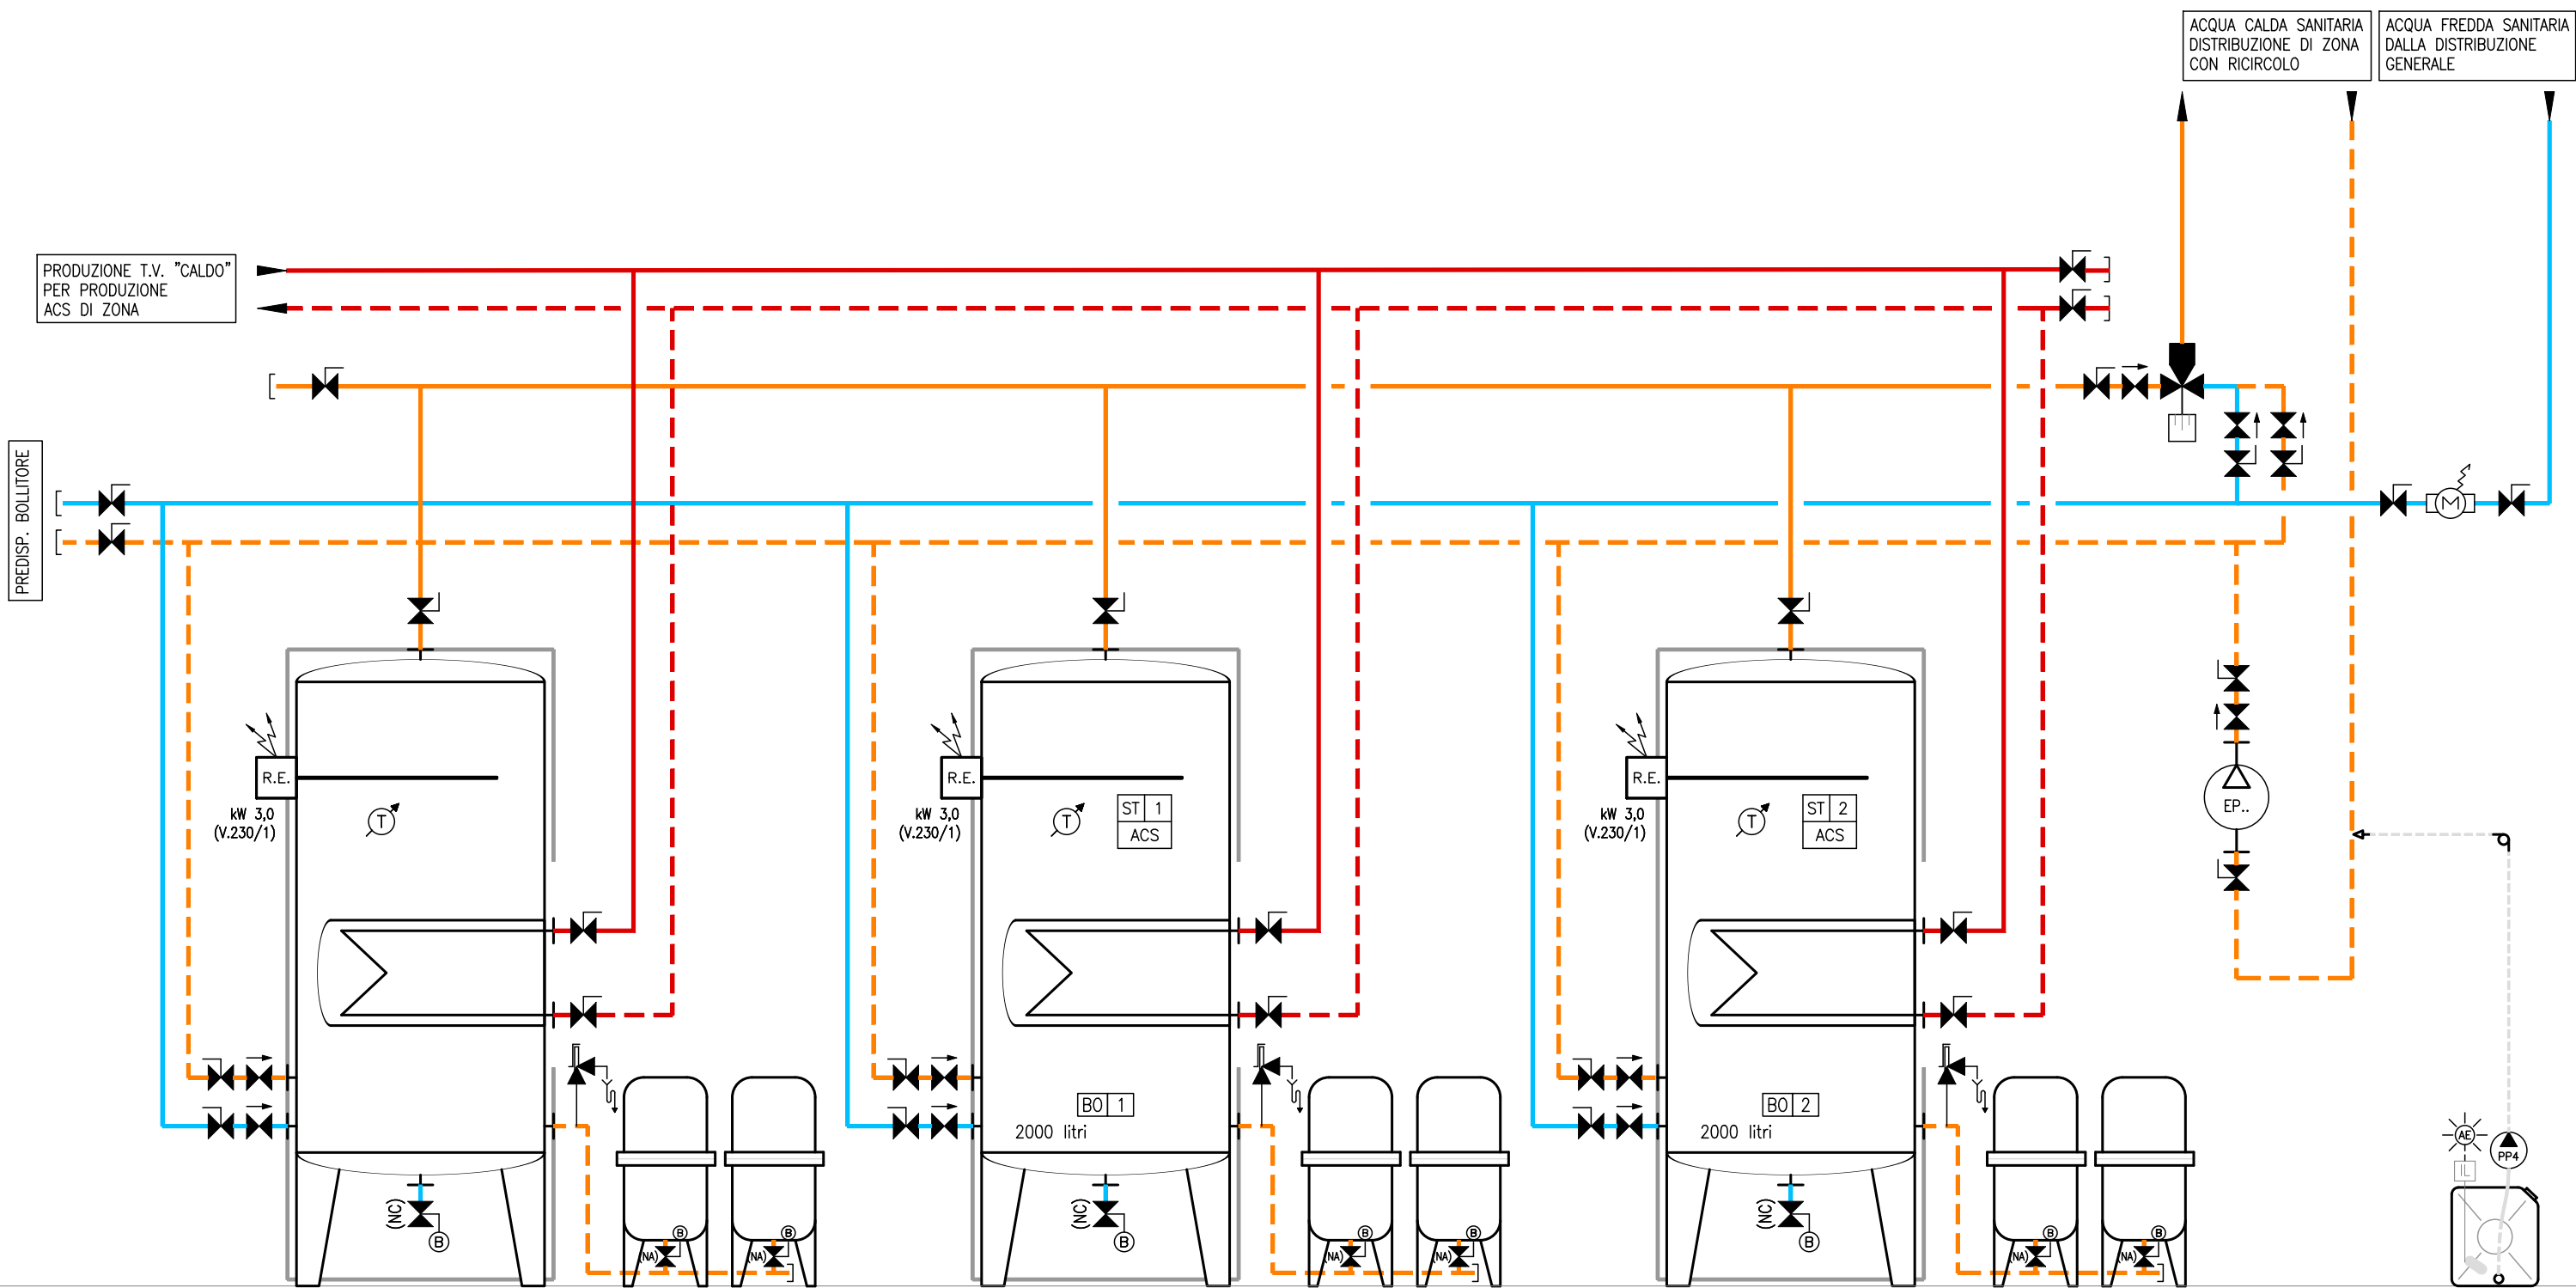 ACQUA CALDA SANITARIA
DISTRIBUZIONE DI ZONA
CON RICIRCOLO
ACQUA FREDDA SANITARIA
DALLA DISTRIBUZIONE
GENERALE
PRODUZIONE T.V. "CALDO"
PER PRODUZIONE
ACS DI ZONA
PREDISP. BOLLITORE
M
R.E.
kW 3,0
(V.230/1)
T
(NC)
B
(NA)
B
(NA)
B
R.E.
kW 3,0
(V.230/1)
T
ST 1
ACS
BO 1
2000 litri
(NC)
B
(NA)
B
(NA)
B
R.E.
kW 3,0
(V.230/1)
T
ST 2
ACS
BO 2
2000 litri
(NC)
B
(NA)
B
(NA)
B
EP..
AE
IL
PP4